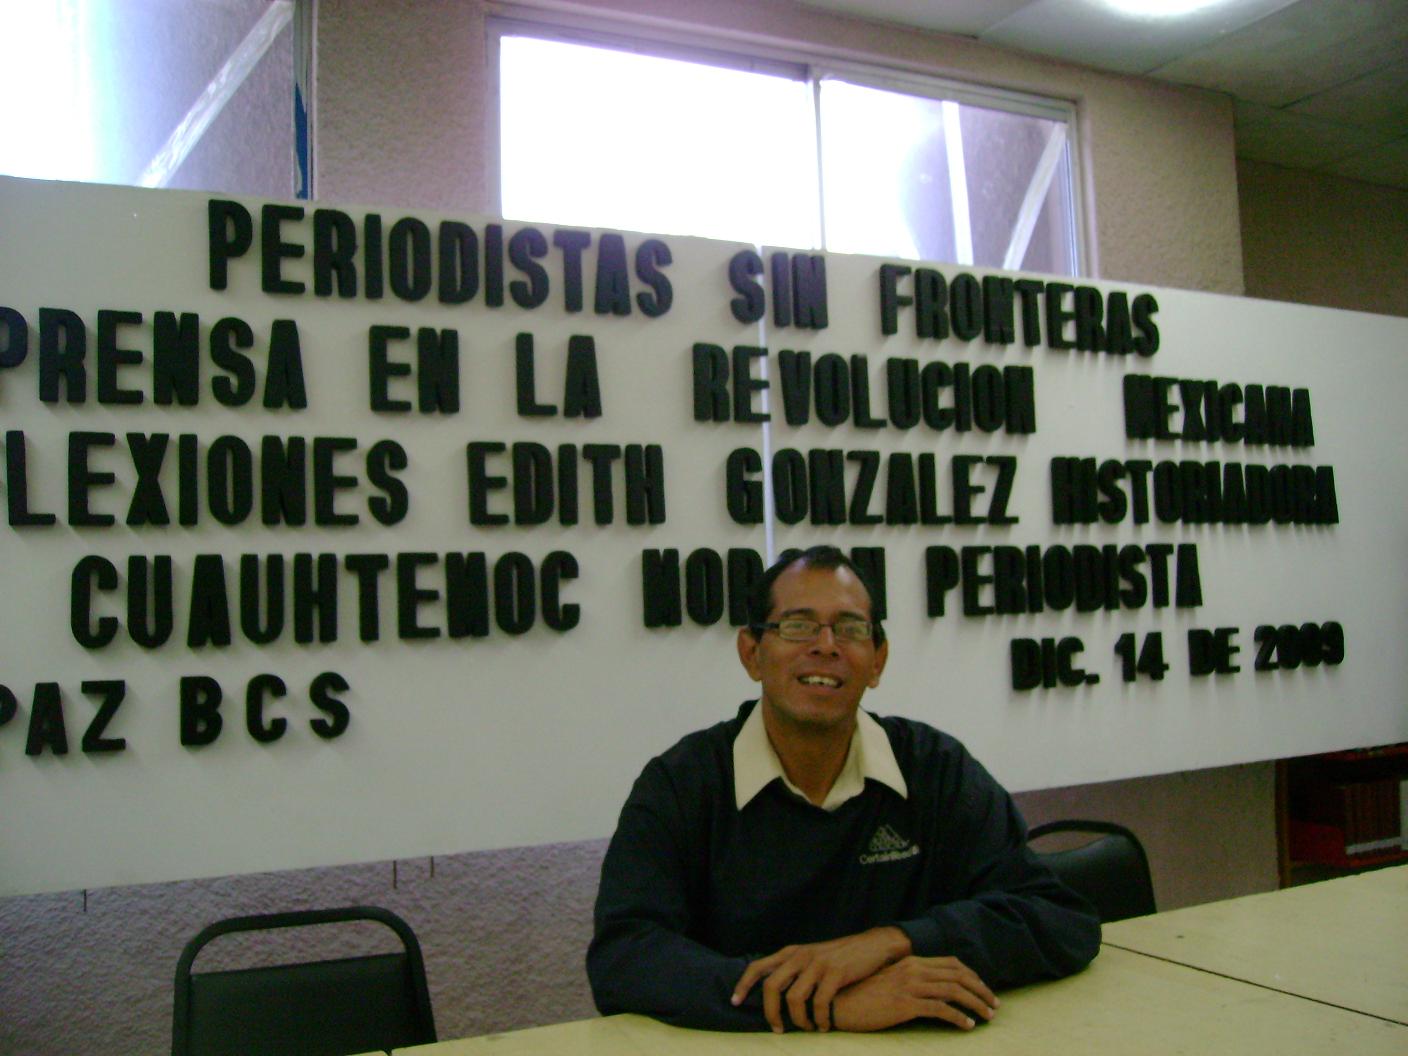 PERIODISTAS SIN FRONTERAS
PRENSA EN LA REVOLUCION MEXICANA
LEXIONES EDITH GONZALEZ HISTORIADORA
CUAUHTEMOC PERIODISTA
DIC. 14 DE 2009
PAZ BCS